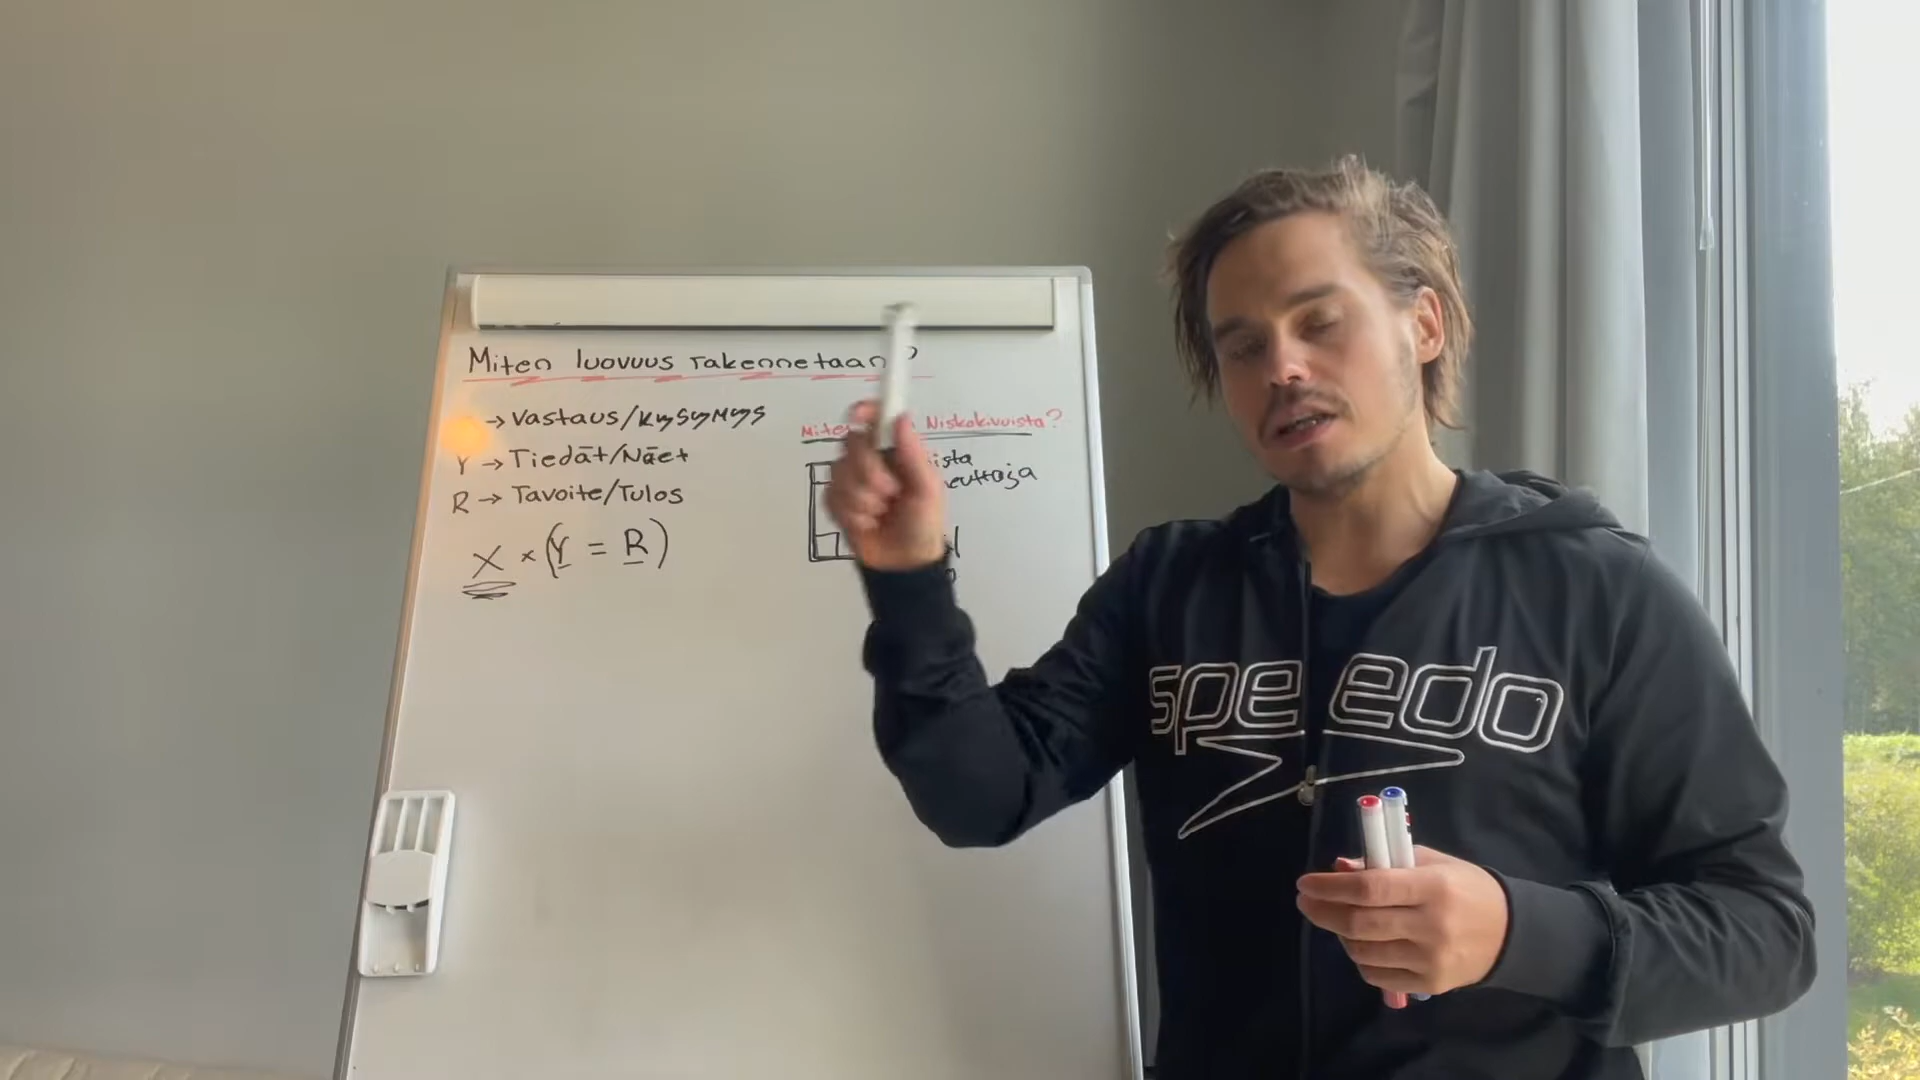 Miten luovuus rakennetaan?
→ Vastaus/Kysymys
Y → Tiedät/Näet
R → Tavoite/Tulos
X × (Y = R)
Niskakivuista?
speedo